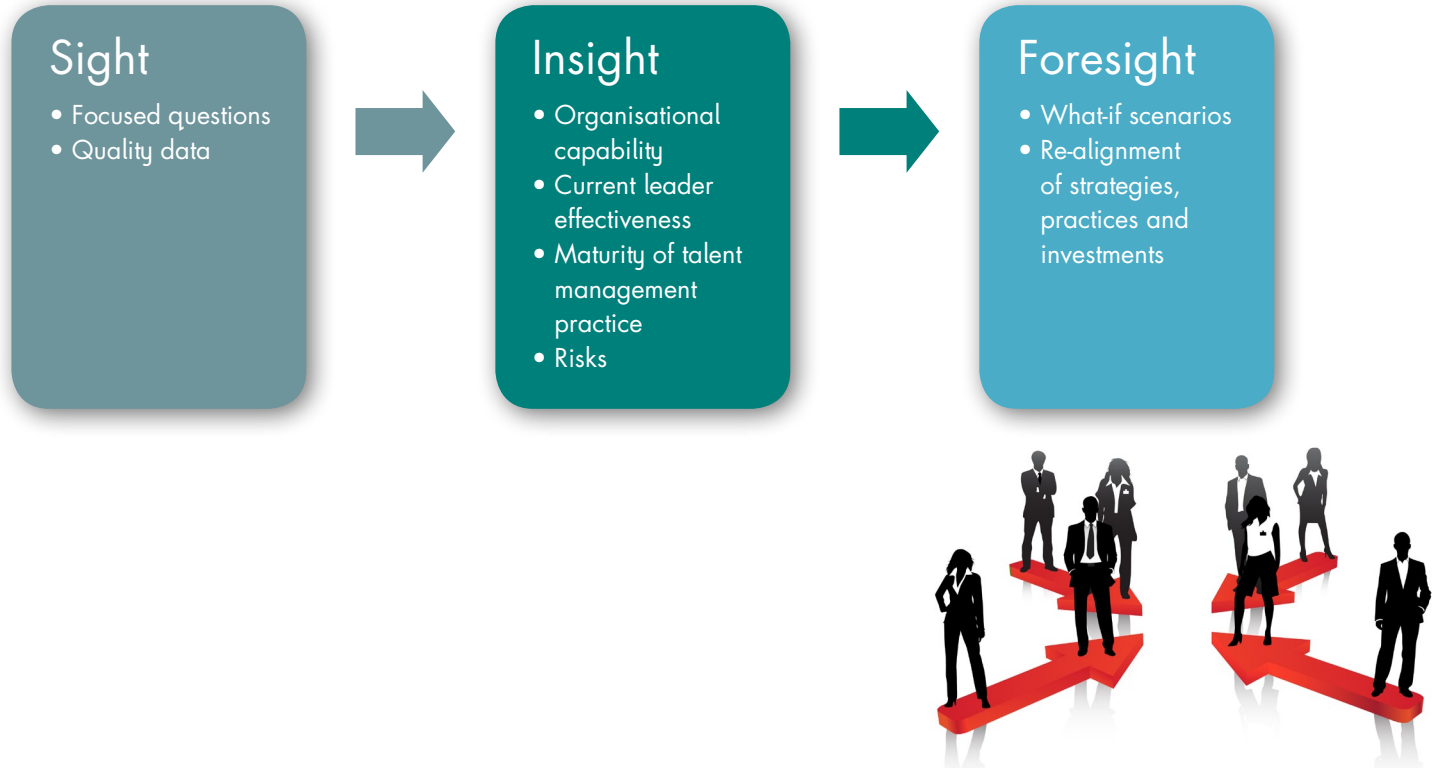 Sight
• Focused questions
• Quality data
Insight
• Organisational
capability
• Current leader
effectiveness
• Maturity of talent
management
practice
• Risks
Foresight
• What-if scenarios
• Re-alignment
of strategies,
practices and
investments